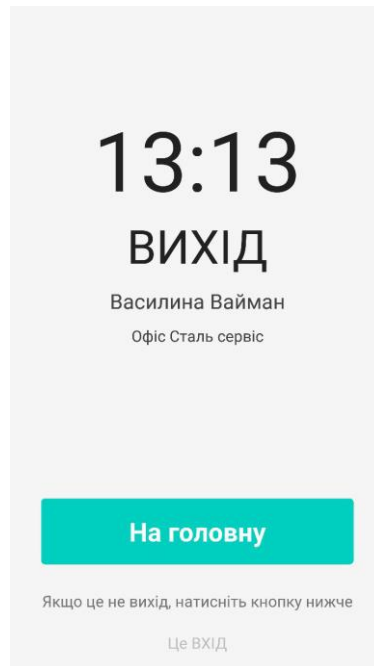 13:13
ВИХІД
Василина Вайман
Офіс Сталь сервіс
На головну
Якщо це не вихід, натисніть кнопку нижче
Це ВХІД